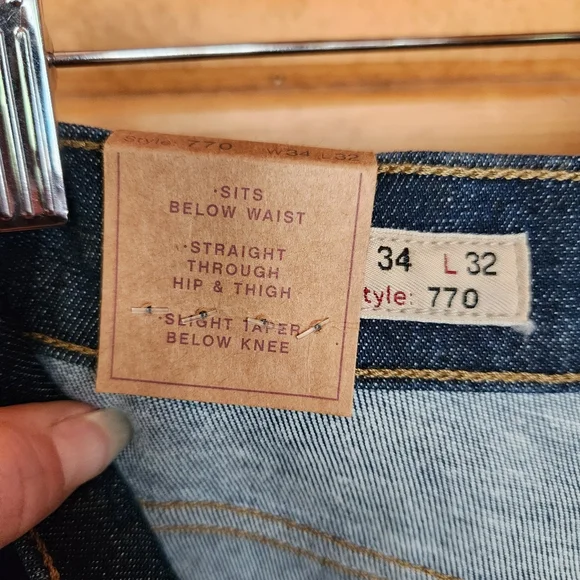 Style: 770 W34 L32
·SITS
BELOW WAIST
·STRAIGHT
THROUGH
HIP & THIGH
·SLIGHT TAPER
BELOW KNEE
34 L 32
tyle: 770